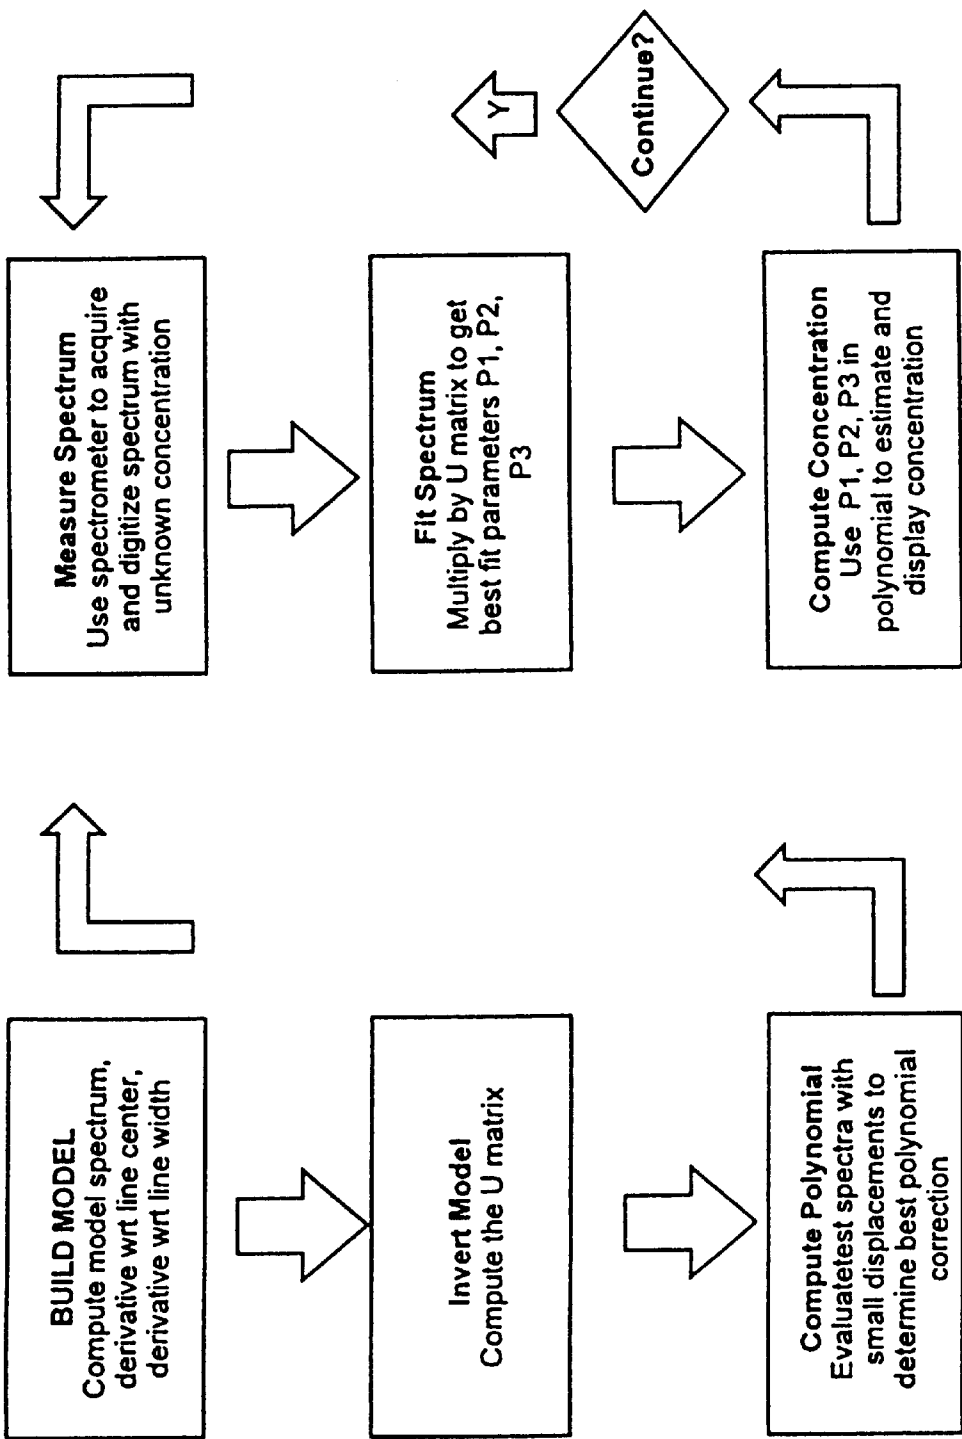 BUILD MODEL
Compute model spectrum,
derivative wrt line center,
derivative wrt line width
Invert Model
Compute the U matrix
Compute Polynomial
Evaluatetest spectra with
small displacements to
determine best polynomial
correction
Measure Spectrum
Use spectrometer to acquire
and digitize spectrum with
unknown concentration
Fit Spectrum
Multiply by U matrix to get
best fit parameters P1, P2,
P3
Compute Concentration
Use P1, P2, P3 in
polynomial to estimate and
display concentration
Continue?
Y